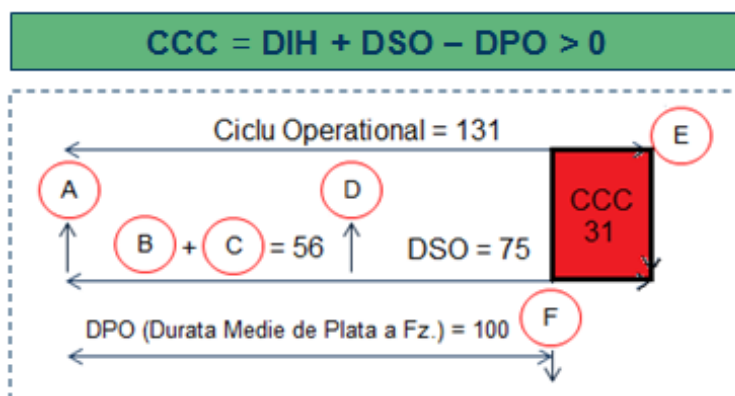 CCC = DIH + DSO – DPO > 0
Ciclu Operational = 131
E
A
D
CCC
31
B + C = 56
DSO = 75
F
DPO (Durata Medie de Plata a Fz.) = 100